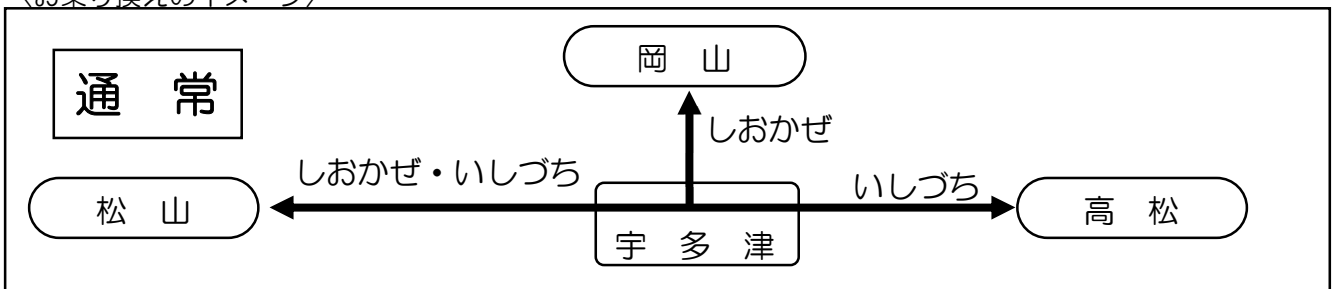 〈お乗り換えのイメージ〉
通 常
岡 山
しおかぜ
しおかぜ・いしづち
いしづち
松 山
宇 多 津
高 松